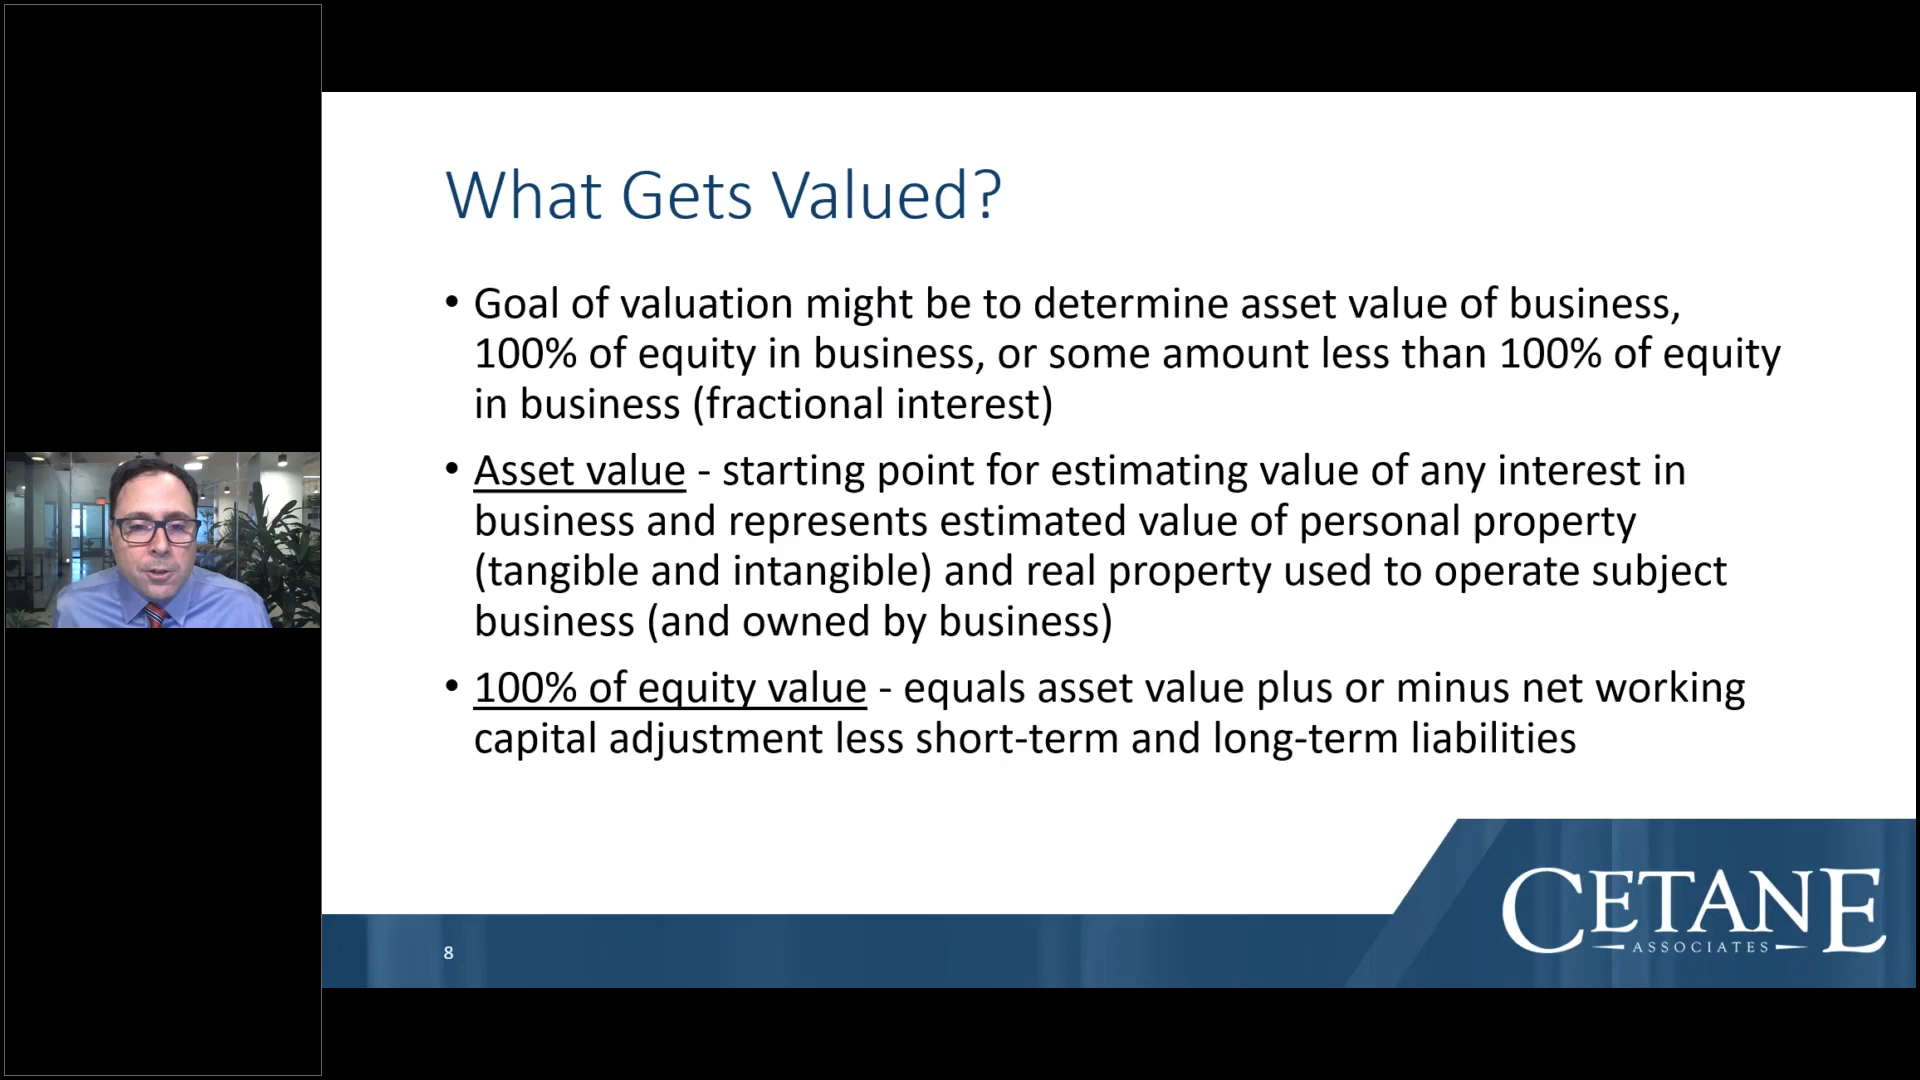 What Gets Valued?
• Goal of valuation might be to determine asset value of business,
100% of equity in business, or some amount less than 100% of equity
in business (fractional interest)
• Asset value - starting point for estimating value of any interest in
business and represents estimated value of personal property
(tangible and intangible) and real property used to operate subject
business (and owned by business)
• 100% of equity value - equals asset value plus or minus net working
capital adjustment less short-term and long-term liabilities
8
CETANE
ASSOCIATES